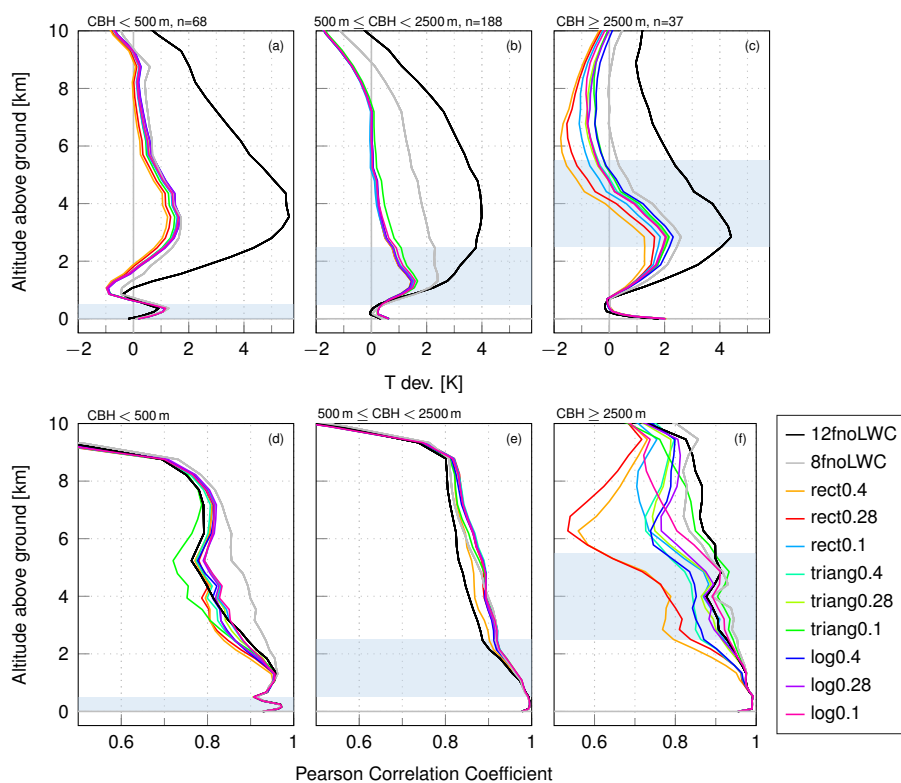 CBH < 500 m, n=68
500 m ≤ CBH < 2500 m, n=188
CBH ≥ 2500 m, n=37
10
8
6
4
2
0
Altitude above ground [km]
(a)
(b)
(c)
−2 0 2 4
−2 0 2 4
−2 0 2 4
T dev. [K]
CBH < 500 m
500 m ≤ CBH < 2500 m
CBH ≥ 2500 m
10
8
6
4
2
0
Altitude above ground [km]
(d)
(e)
(f)
0.6 0.8 1
0.6 0.8 1
0.6 0.8 1
Pearson Correlation Coefficient
12fnoLWC
8fnoLWC
rect0.4
rect0.28
rect0.1
triang0.4
triang0.28
triang0.1
log0.4
log0.28
log0.1